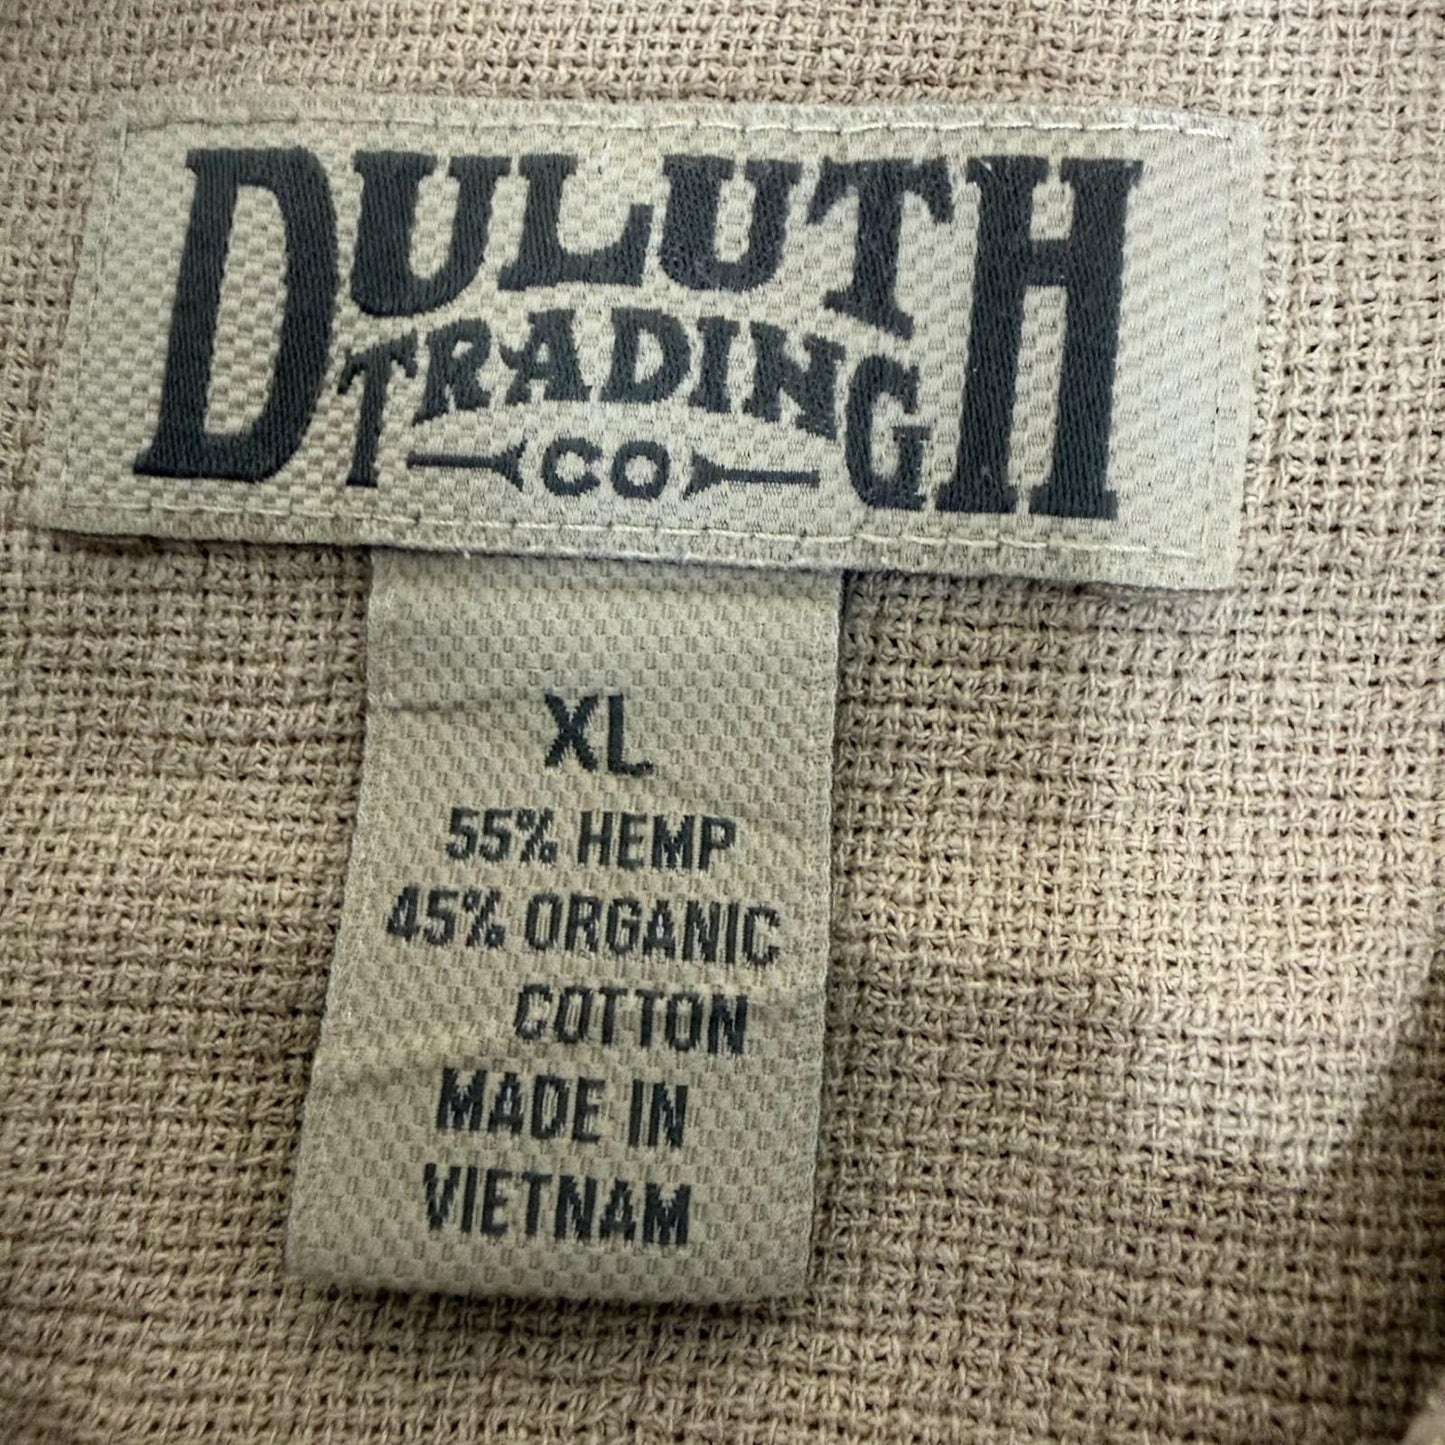 DULUTH
TRADING
CO
XL
55% HEMP
45% ORGANIC
COTTON
MADE IN
VIETNAM